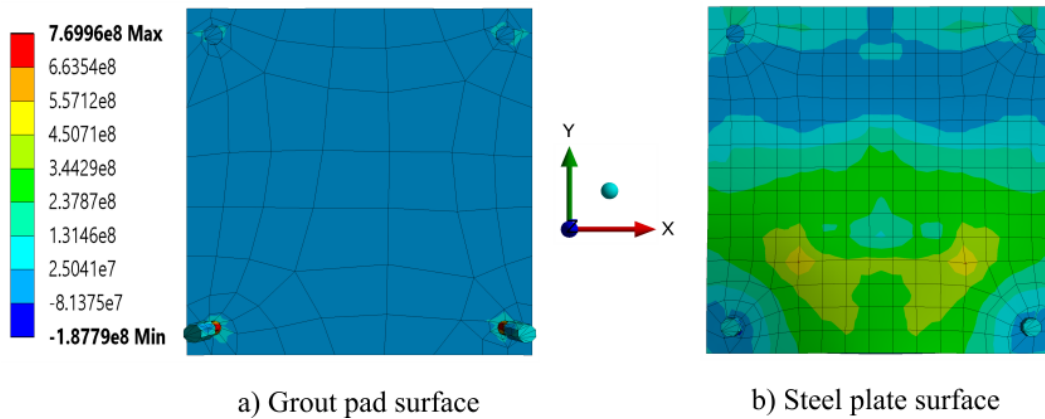 7.6996e8 Max
6.6354e8
5.5712e8
4.5071e8
3.4429e8
2.3787e8
1.3146e8
2.5041e7
-8.1375e7
-1.8779e8 Min
Y
X
a) Grout pad surface
b) Steel plate surface